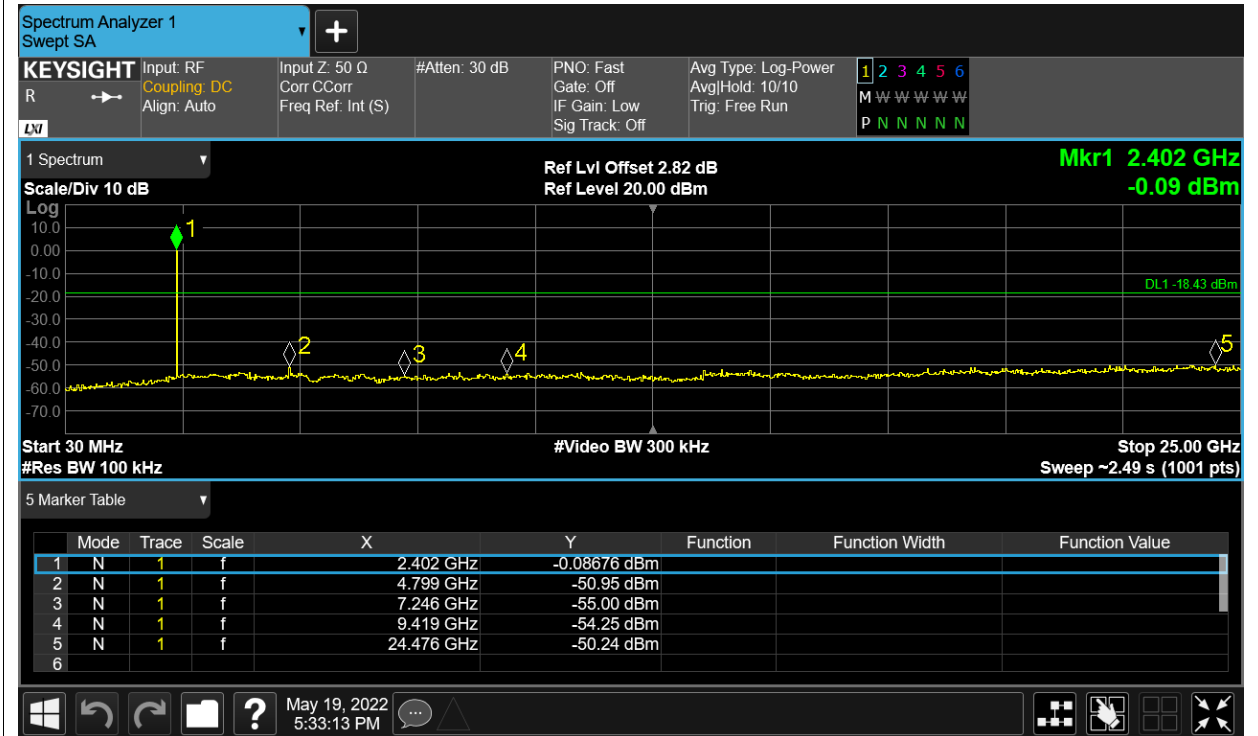 Spectrum Analyzer 1
Swept SA
KEYSIGHT
R
LXI
Input: RF
Coupling: DC
Align: Auto
Input Z: 50 Ω
Corr CCorr
Freq Ref: Int (S)
#Atten: 30 dB
PNO: Fast
Gate: Off
IF Gain: Low
Sig Track: Off
Avg Type: Log-Power
Avg|Hold: 10/10
Trig: Free Run
1 2 3 4 5 6
M W W W W W
P N N N N N
1 Spectrum
Scale/Div 10 dB
Ref Lvl Offset 2.82 dB
Ref Level 20.00 dBm
Mkr1 2.402 GHz
-0.09 dBm
Log
10.0
0.00
-10.0
-20.0
-30.0
-40.0
-50.0
-60.0
-70.0
1
2
3
4
5
DL1 -18.43 dBm
Start 30 MHz
#Res BW 100 kHz
#Video BW 300 kHz
Stop 25.00 GHz
Sweep ~2.49 s (1001 pts)
5 Marker Table
Mode Trace Scale X Y Function Function Width Function Value
1 N 1 f 2.402 GHz -0.08676 dBm
2 N 1 f 4.799 GHz -50.95 dBm
3 N 1 f 7.246 GHz -55.00 dBm
4 N 1 f 9.419 GHz -54.25 dBm
5 N 1 f 24.476 GHz -50.24 dBm
6
?
May 19, 2022
5:33:13 PM